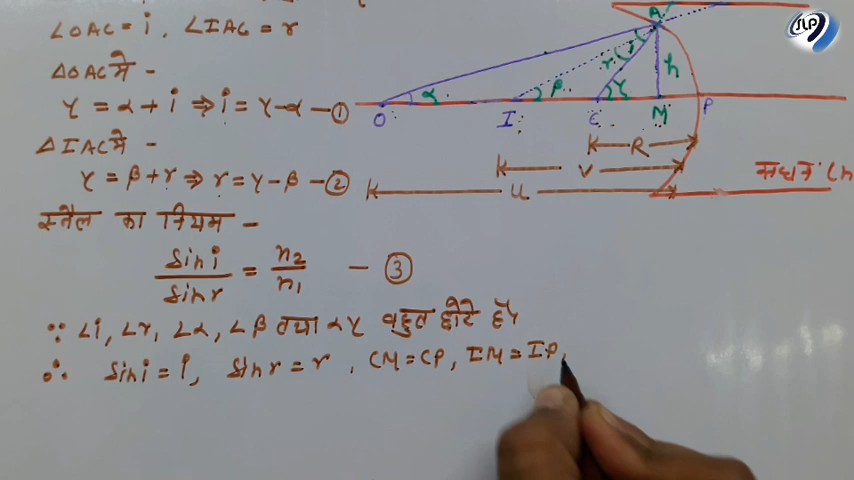 ∠OAC = i, ∠IAC = r
ΔOAC में -
γ = α + i ⇒ i = γ - α - ①
ΔIAC में -
γ = β + r ⇒ r = γ - β - ②
स्नैल का नियम -
sin i / sin r = n₂ / n₁ - ③
∵ ∠i, ∠r, ∠α, ∠β तथा ∠γ बहुत छोटे हैं
∴ sin i = i, sin r = r, CM = CP, IM = IP,
A
r i
h
α β γ
O I C M P
R
v
u
SLP